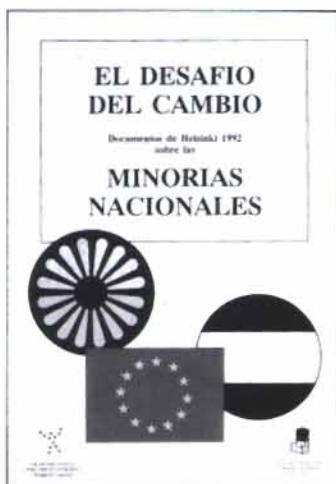 EL DESAFIO
DEL CAMBIO
Documentos de Helsinki 1992
sobre las
MINORIAS
NACIONALES